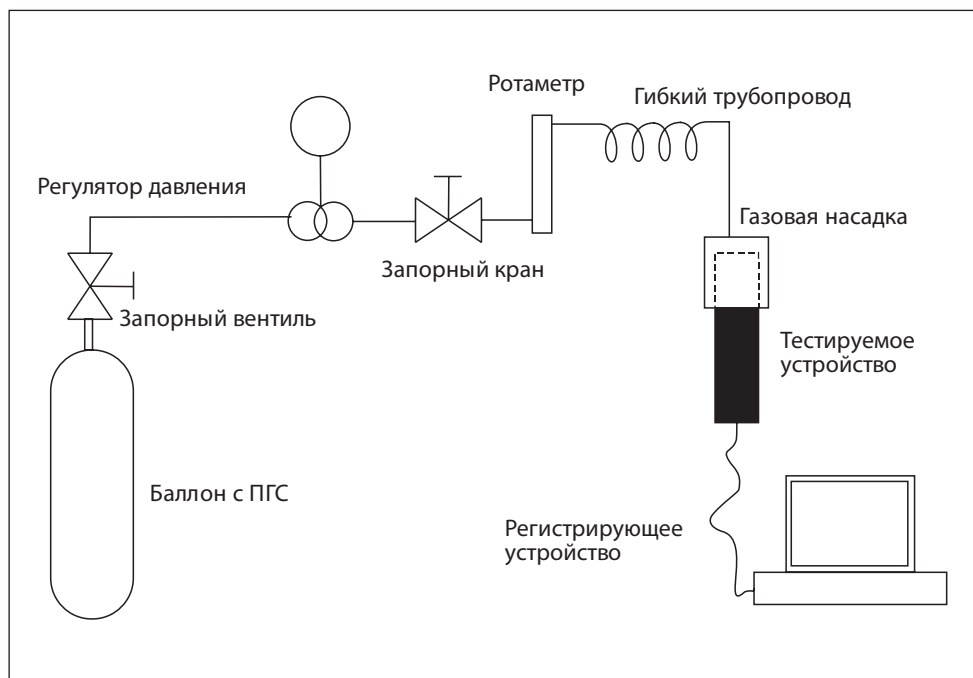 Ротаметр
Гибкий трубопровод
Регулятор давления
Газовая насадка
Запорный кран
Запорный вентиль
Тестируемое
устройство
Баллон с ПГС
Регистрирующее
устройство